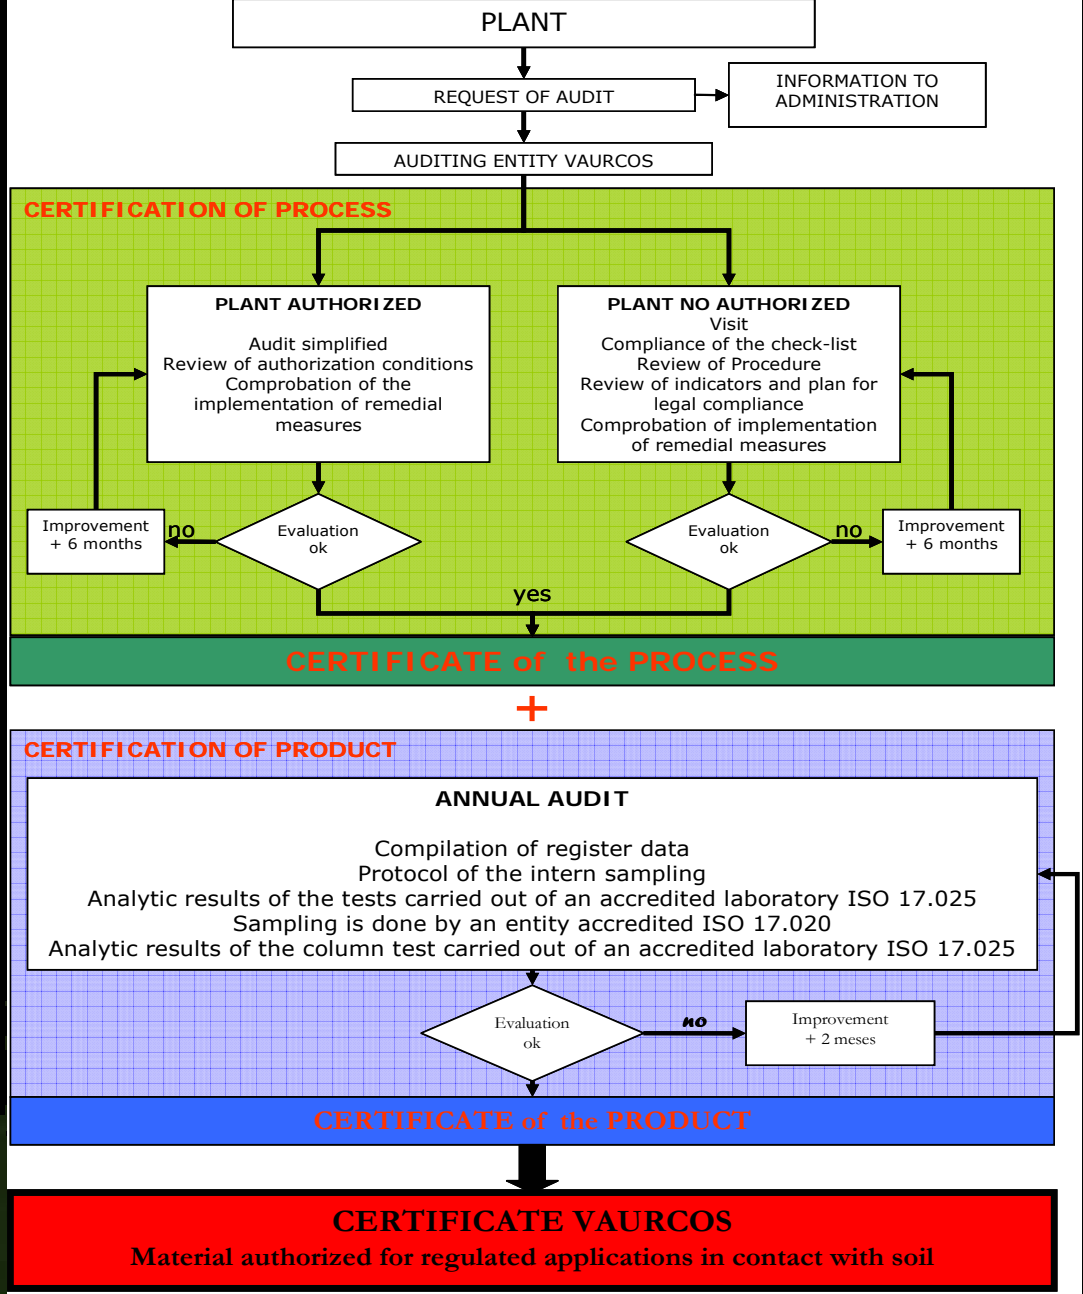 PLANT
REQUEST OF AUDIT
INFORMATION TO
ADMINISTRATION
AUDITING ENTITY VAURCOS
CERTIFICATION OF PROCESS
PLANT AUTHORIZED
Audit simplified
Review of authorization conditions
Comprobation of the
implementation of remedial
measures
PLANT NO AUTHORIZED
Visit
Compliance of the check-list
Review of Procedure
Review of indicators and plan for
legal compliance
Comprobation of implementation
of remedial measures
Improvement
+ 6 months
no
Evaluation
ok
Evaluation
ok
no
Improvement
+ 6 months
yes
CERTIFICATE of the PROCESS
+
CERTIFICATION OF PRODUCT
ANNUAL AUDIT
Compilation of register data
Protocol of the intern sampling
Analytic results of the tests carried out of an accredited laboratory ISO 17.025
Sampling is done by an entity accredited ISO 17.020
Analytic results of the column test carried out of an accredited laboratory ISO 17.025
Evaluation
ok
no
Improvement
+ 2 meses
CERTIFICATE of the PRODUCT
CERTIFICATE VAURCOS
Material authorized for regulated applications in contact with soil